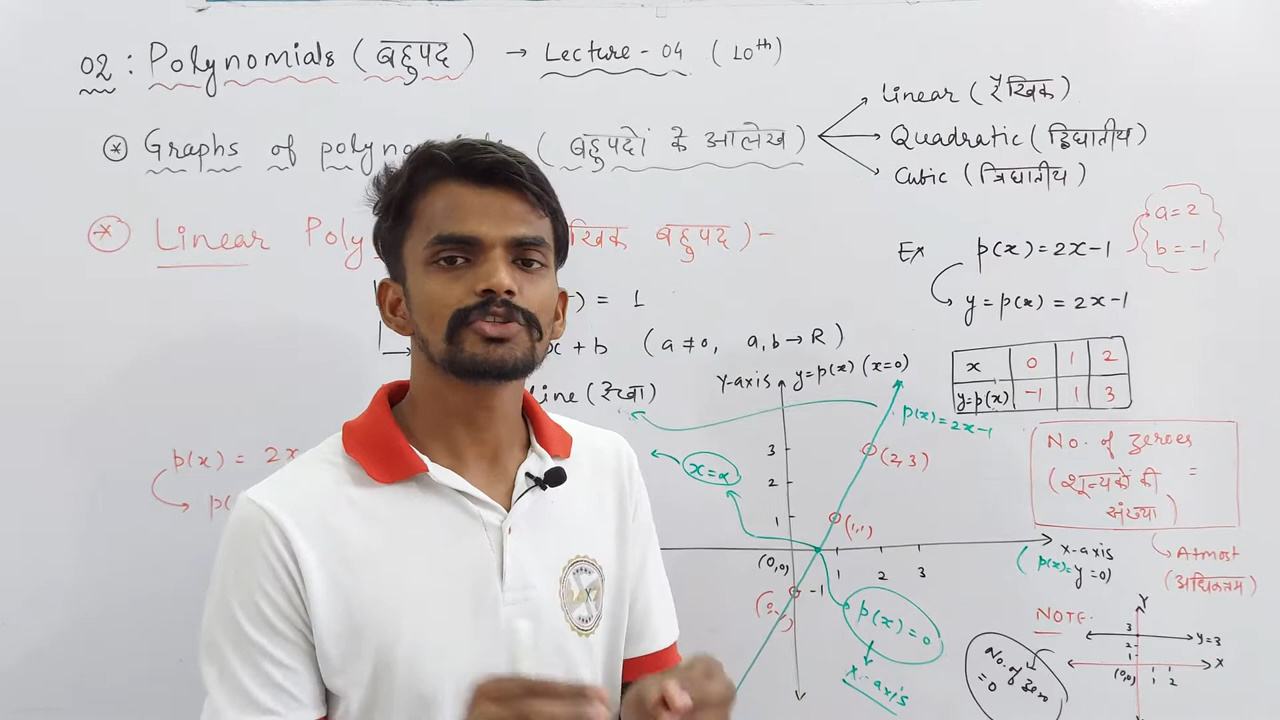 02 : Polynomials (बहुपद) → Lecture - 04 (10th)
* Graphs of (बहुपदों के आलेख)
Linear (रैखिक)
Quadratic (द्विघातीय)
Cubic (त्रिघातीय)
* Linear बहुपद) -
= 1
+ b (a ≠ 0, a, b → R)
Line (रेखा)
p(x) = 2x
Ex p(x) = 2x-1
y = p(x) = 2x-1
a = 2
b = -1
x 0 1 2
y=p(x) -1 1 3
Y-axis y = p(x) (x=0)
p(x) = 2x-1
3
(2,3)
x = α
2
1
(1,1)
(0,0)
1 2 3
x-axis
(p(x)= y=0)
-1
p(x) = 0
x-axis
No. of zeroes
(शून्यकों की =
संख्या)
Atmost
(अधिकतम)
NOTE-
No. of zero
= 0
Y
3
2
1
y=3
X
(0,0)
1 2